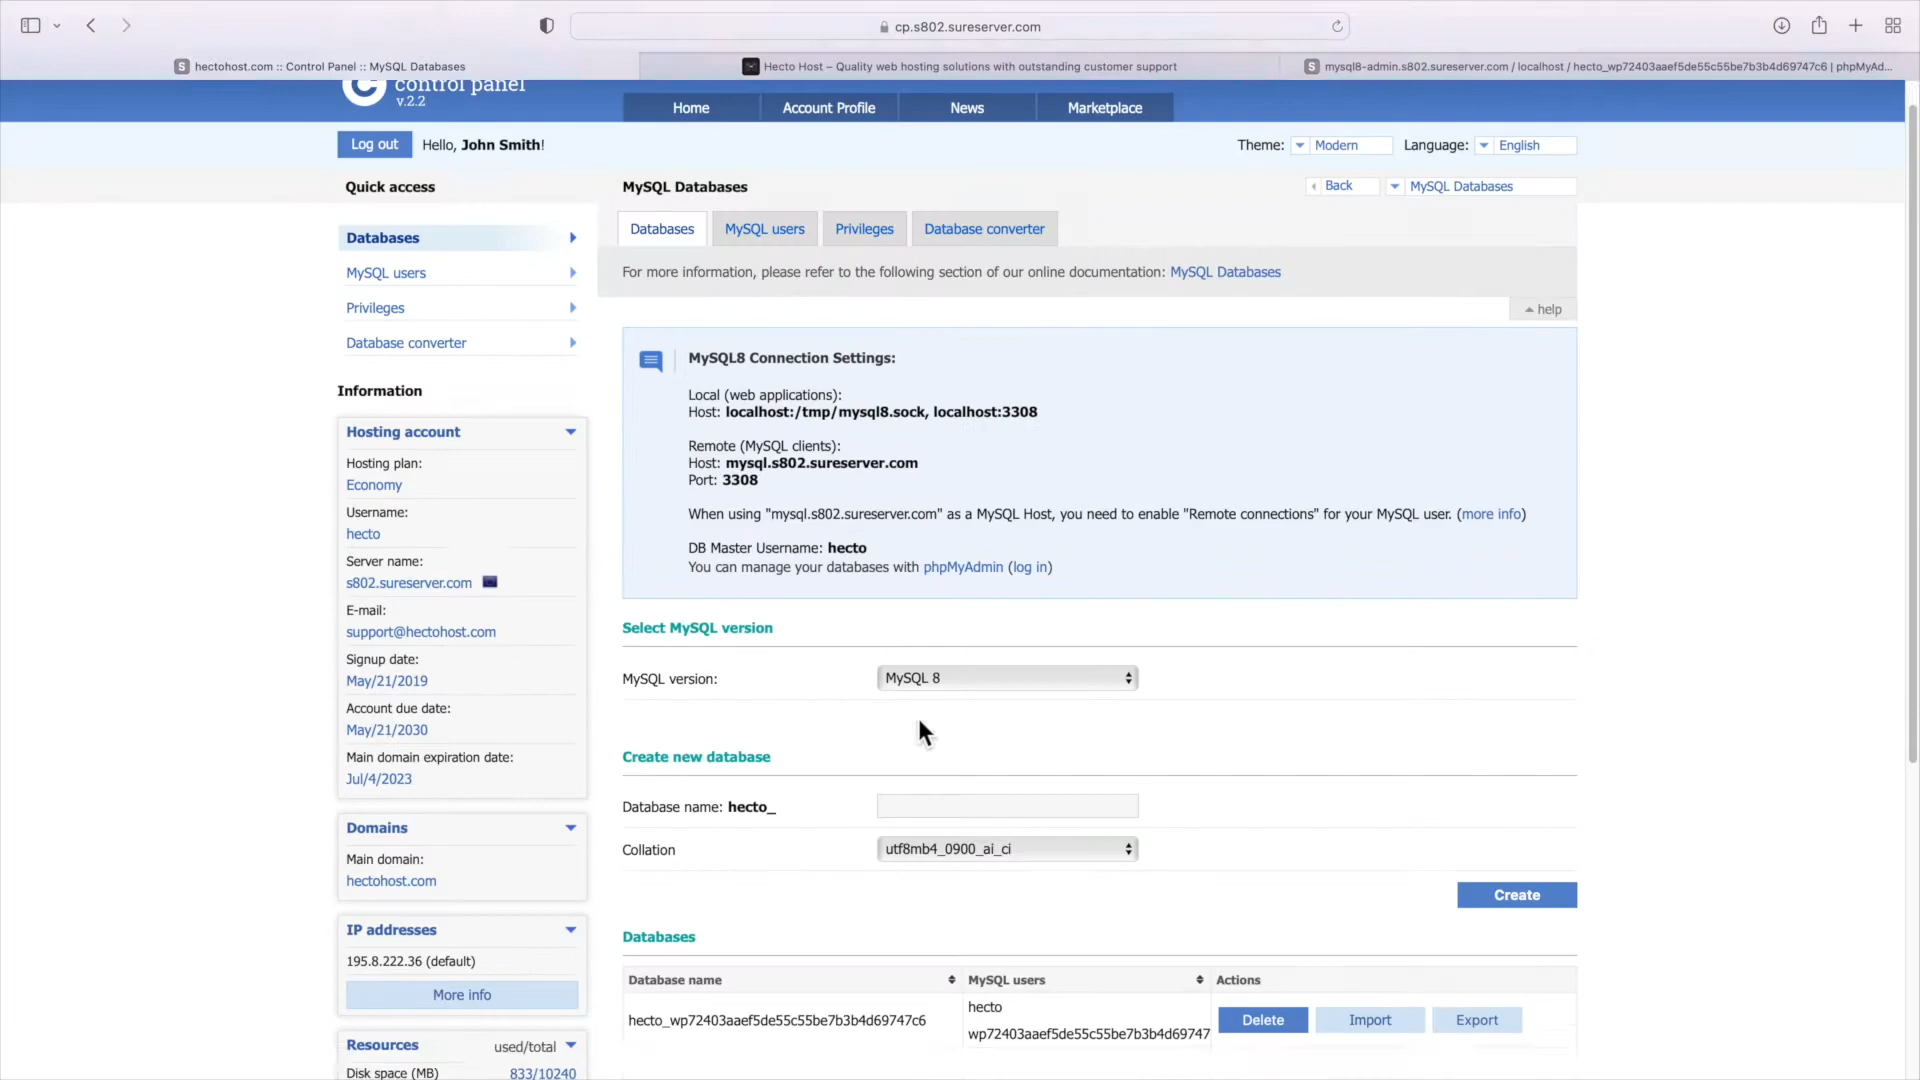 cp.s802.sureserver.com
hectohost.com :: Control Panel :: MySQL Databases
Hecto Host – Quality web hosting solutions with outstanding customer support
mysql8-admin.s802.sureserver.com / localhost / hecto_wp72403aaef5de55c55be7b3b4d69747c6 | phpMyAd...
control panel
v.2.2
Home
Account Profile
News
Marketplace
Log out
Hello, John Smith!
Theme: Modern
Language: English
Quick access
Databases
MySQL users
Privileges
Database converter
Information
Hosting account
Hosting plan:
Economy
Username:
hecto
Server name:
s802.sureserver.com
E-mail:
support@hectohost.com
Signup date:
May/21/2019
Account due date:
May/21/2030
Main domain expiration date:
Jul/4/2023
Domains
Main domain:
hectohost.com
IP addresses
195.8.222.36 (default)
More info
Resources used/total
Disk space (MB) 833/10240
MySQL Databases
Back
MySQL Databases
Databases
MySQL users
Privileges
Database converter
For more information, please refer to the following section of our online documentation: MySQL Databases
help
MySQL8 Connection Settings:
Local (web applications):
Host: localhost:/tmp/mysql8.sock, localhost:3308
Remote (MySQL clients):
Host: mysql.s802.sureserver.com
Port: 3308
When using "mysql.s802.sureserver.com" as a MySQL Host, you need to enable "Remote connections" for your MySQL user. (more info)
DB Master Username: hecto
You can manage your databases with phpMyAdmin (log in)
Select MySQL version
MySQL version: MySQL 8
Create new database
Database name: hecto_
Collation utf8mb4_0900_ai_ci
Create
Databases
Database name MySQL users Actions
hecto_wp72403aaef5de55c55be7b3b4d69747c6
hecto
wp72403aaef5de55c55be7b3b4d69747
Delete Import Export